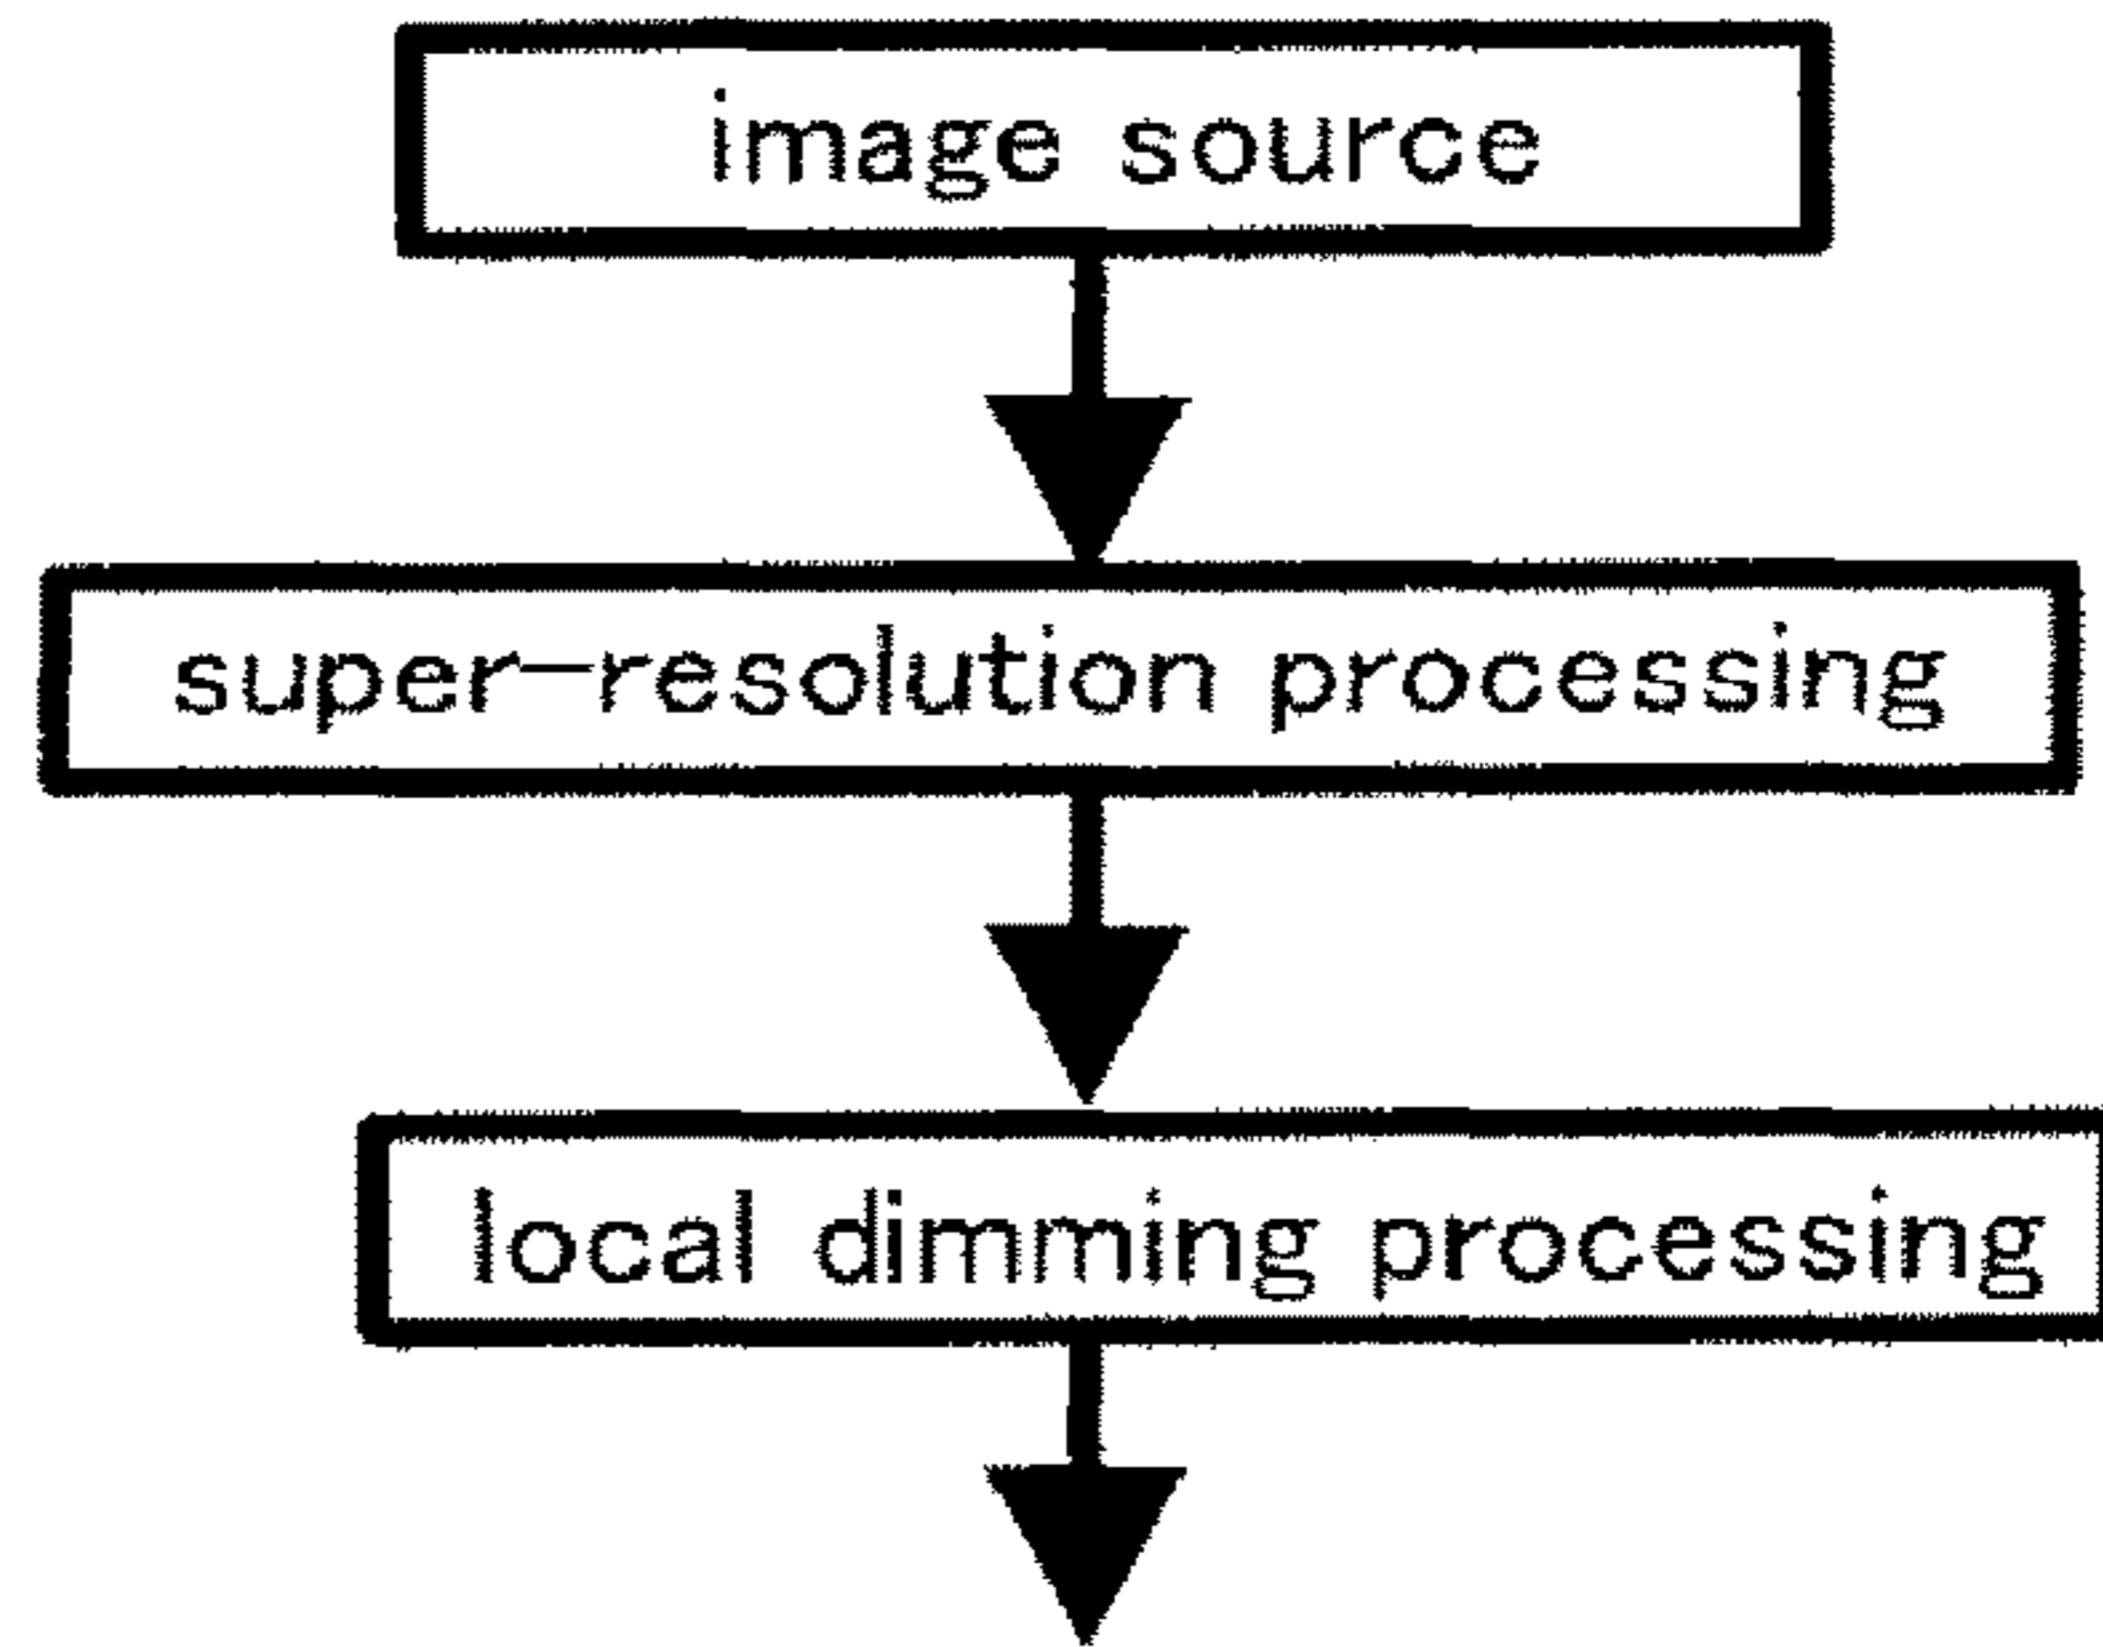 image source
super-resolution processing
local dimming processing